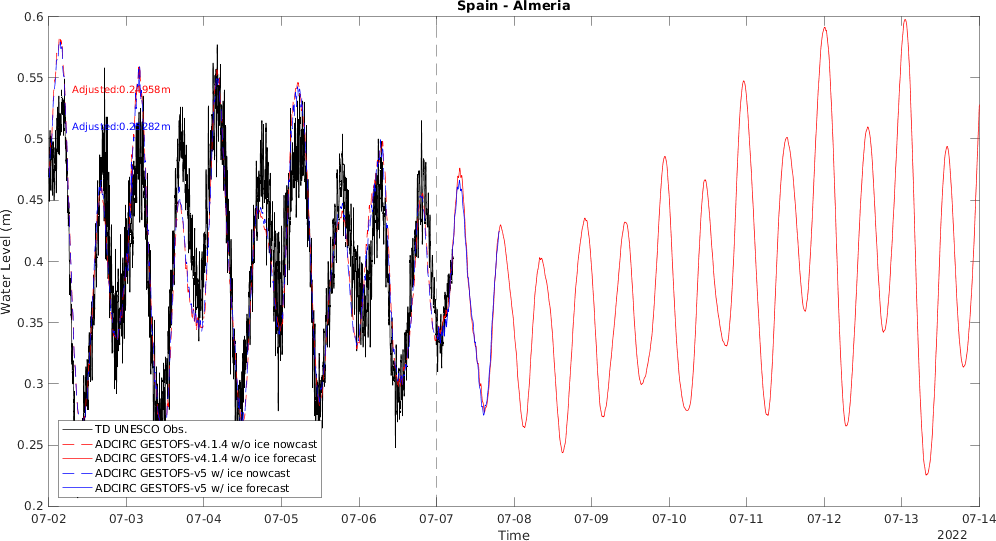 Spain - Almeria
0.6
0.55
0.5
0.45
0.4
0.35
0.3
0.25
0.2
Water Level (m)
TD UNESCO Obs.
ADCIRC GESTOFS-v4.1.4 w/o ice nowcast
ADCIRC GESTOFS-v4.1.4 w/o ice forecast
ADCIRC GESTOFS-v5 w/ ice nowcast
ADCIRC GESTOFS-v5 w/ ice forecast
07-02 07-03 07-04 07-05 07-06 07-07 07-08 07-09 07-10 07-11 07-12 07-13 07-14
Time
2022